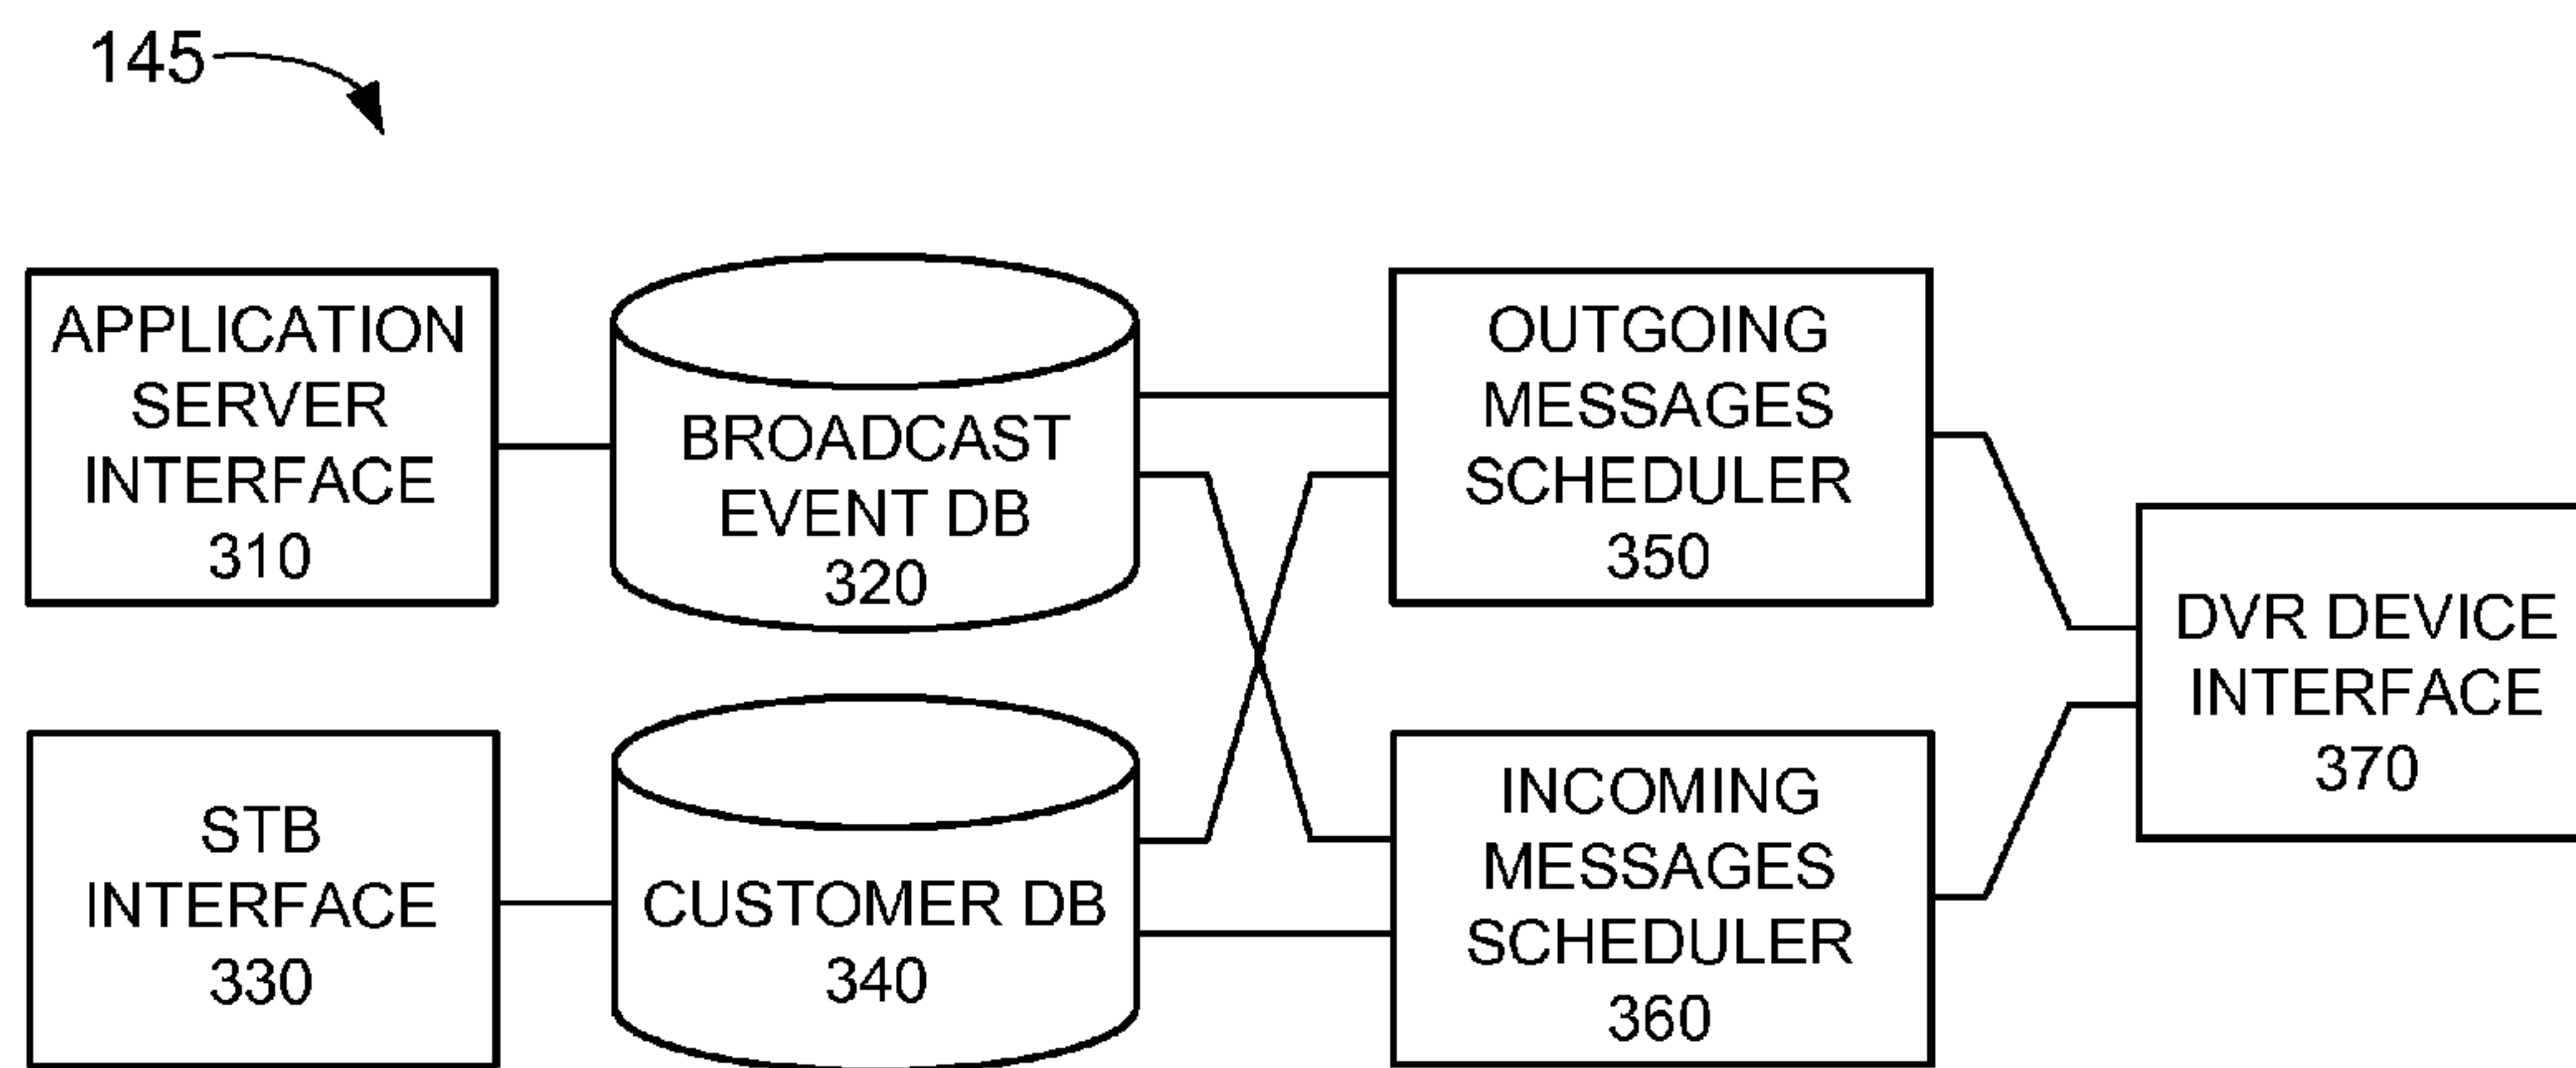 145
APPLICATION
SERVER
INTERFACE
310
BROADCAST
EVENT DB
320
OUTGOING
MESSAGES
SCHEDULER
350
DVR DEVICE
INTERFACE
370
STB
INTERFACE
330
CUSTOMER DB
340
INCOMING
MESSAGES
SCHEDULER
360